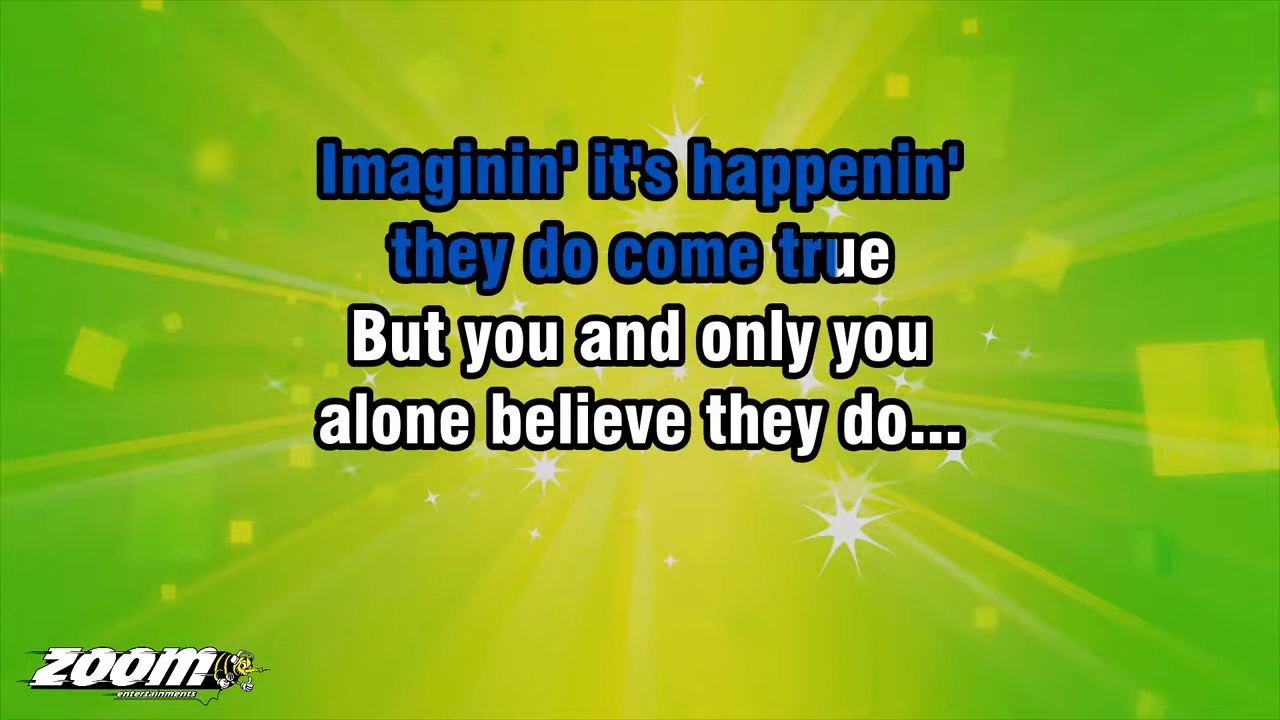 Imaginin' it's happenin'
they do come true
But you and only you
alone believe they do...
zoom
entertainments